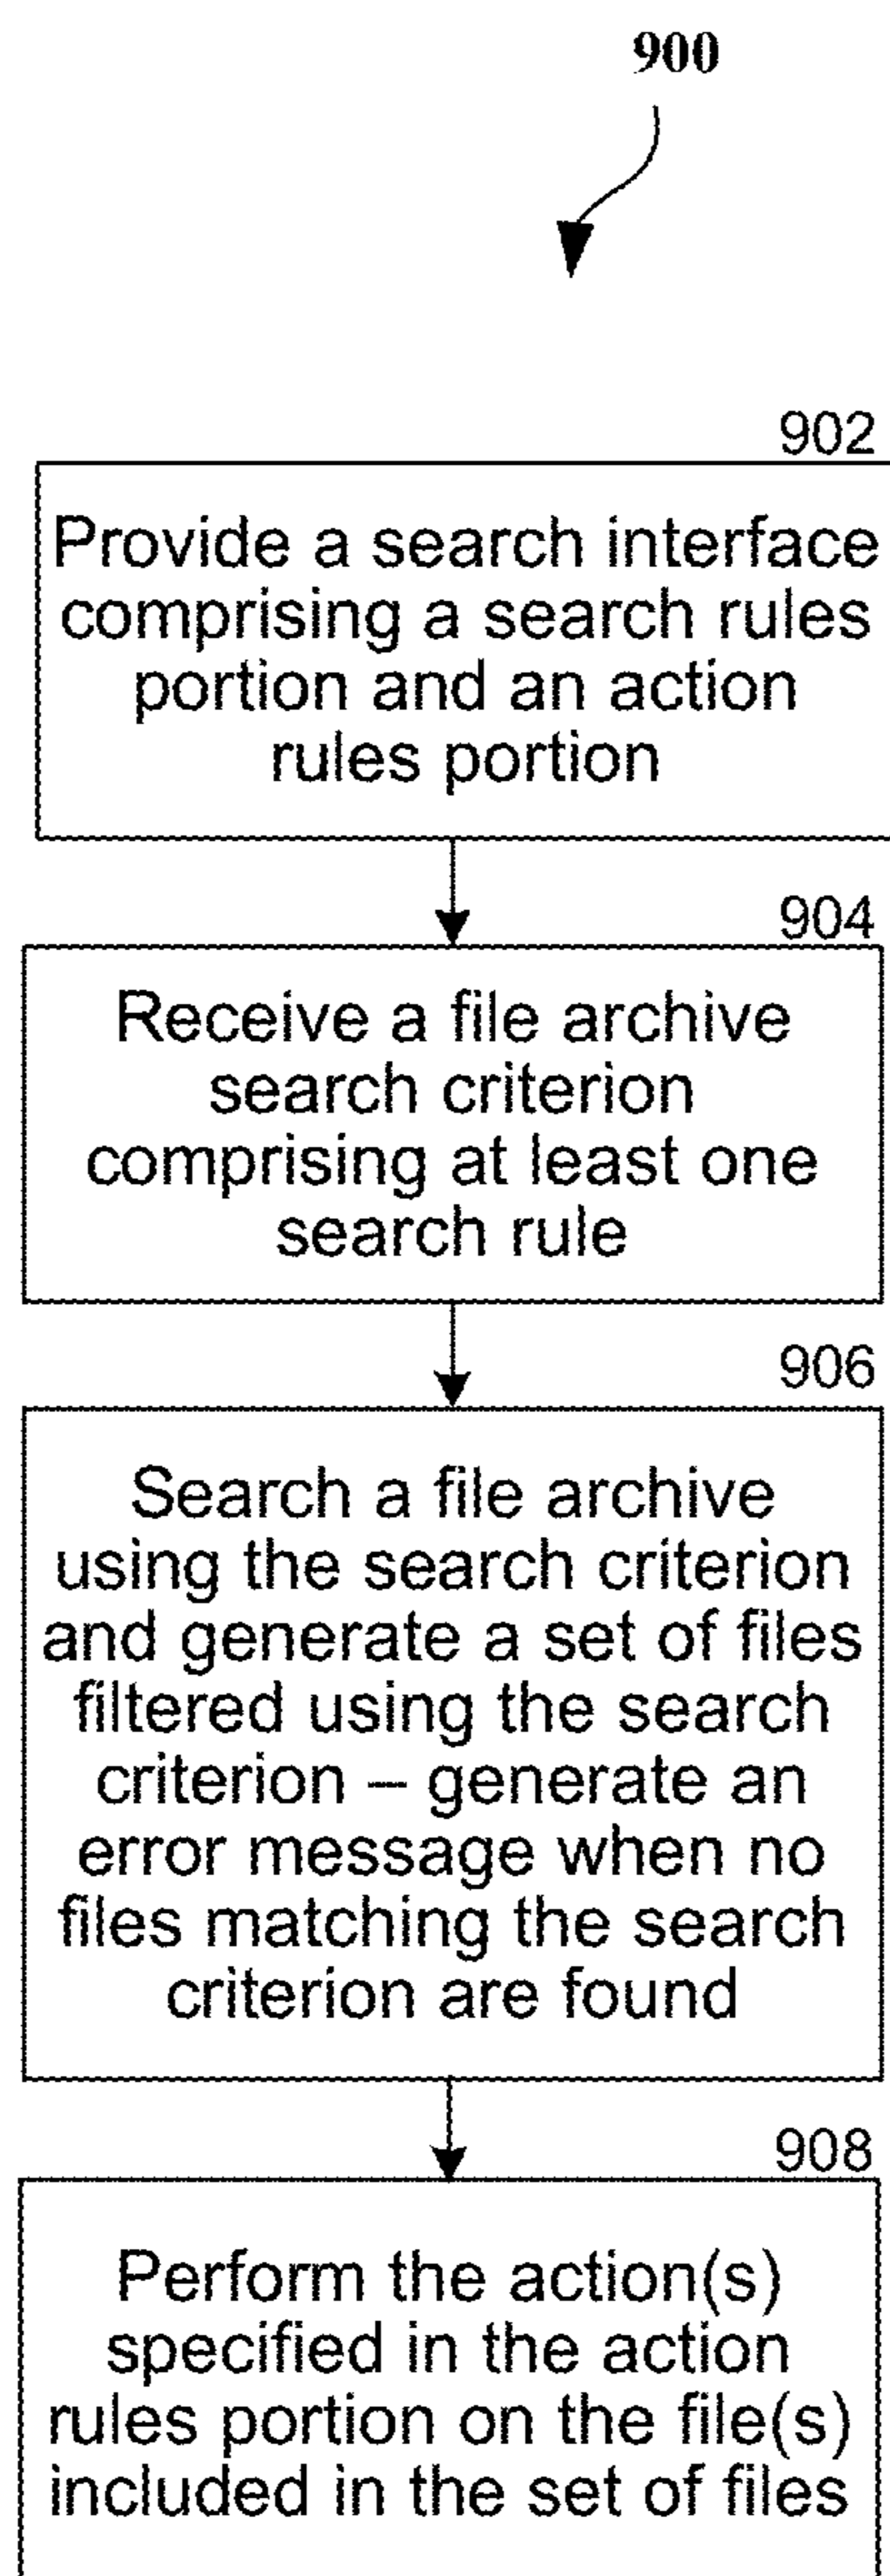 900
902
Provide a search interface
comprising a search rules
portion and an action
rules portion
904
Receive a file archive
search criterion
comprising at least one
search rule
906
Search a file archive
using the search criterion
and generate a set of files
filtered using the search
criterion – generate an
error message when no
files matching the search
criterion are found
908
Perform the action(s)
specified in the action
rules portion on the file(s)
included in the set of files